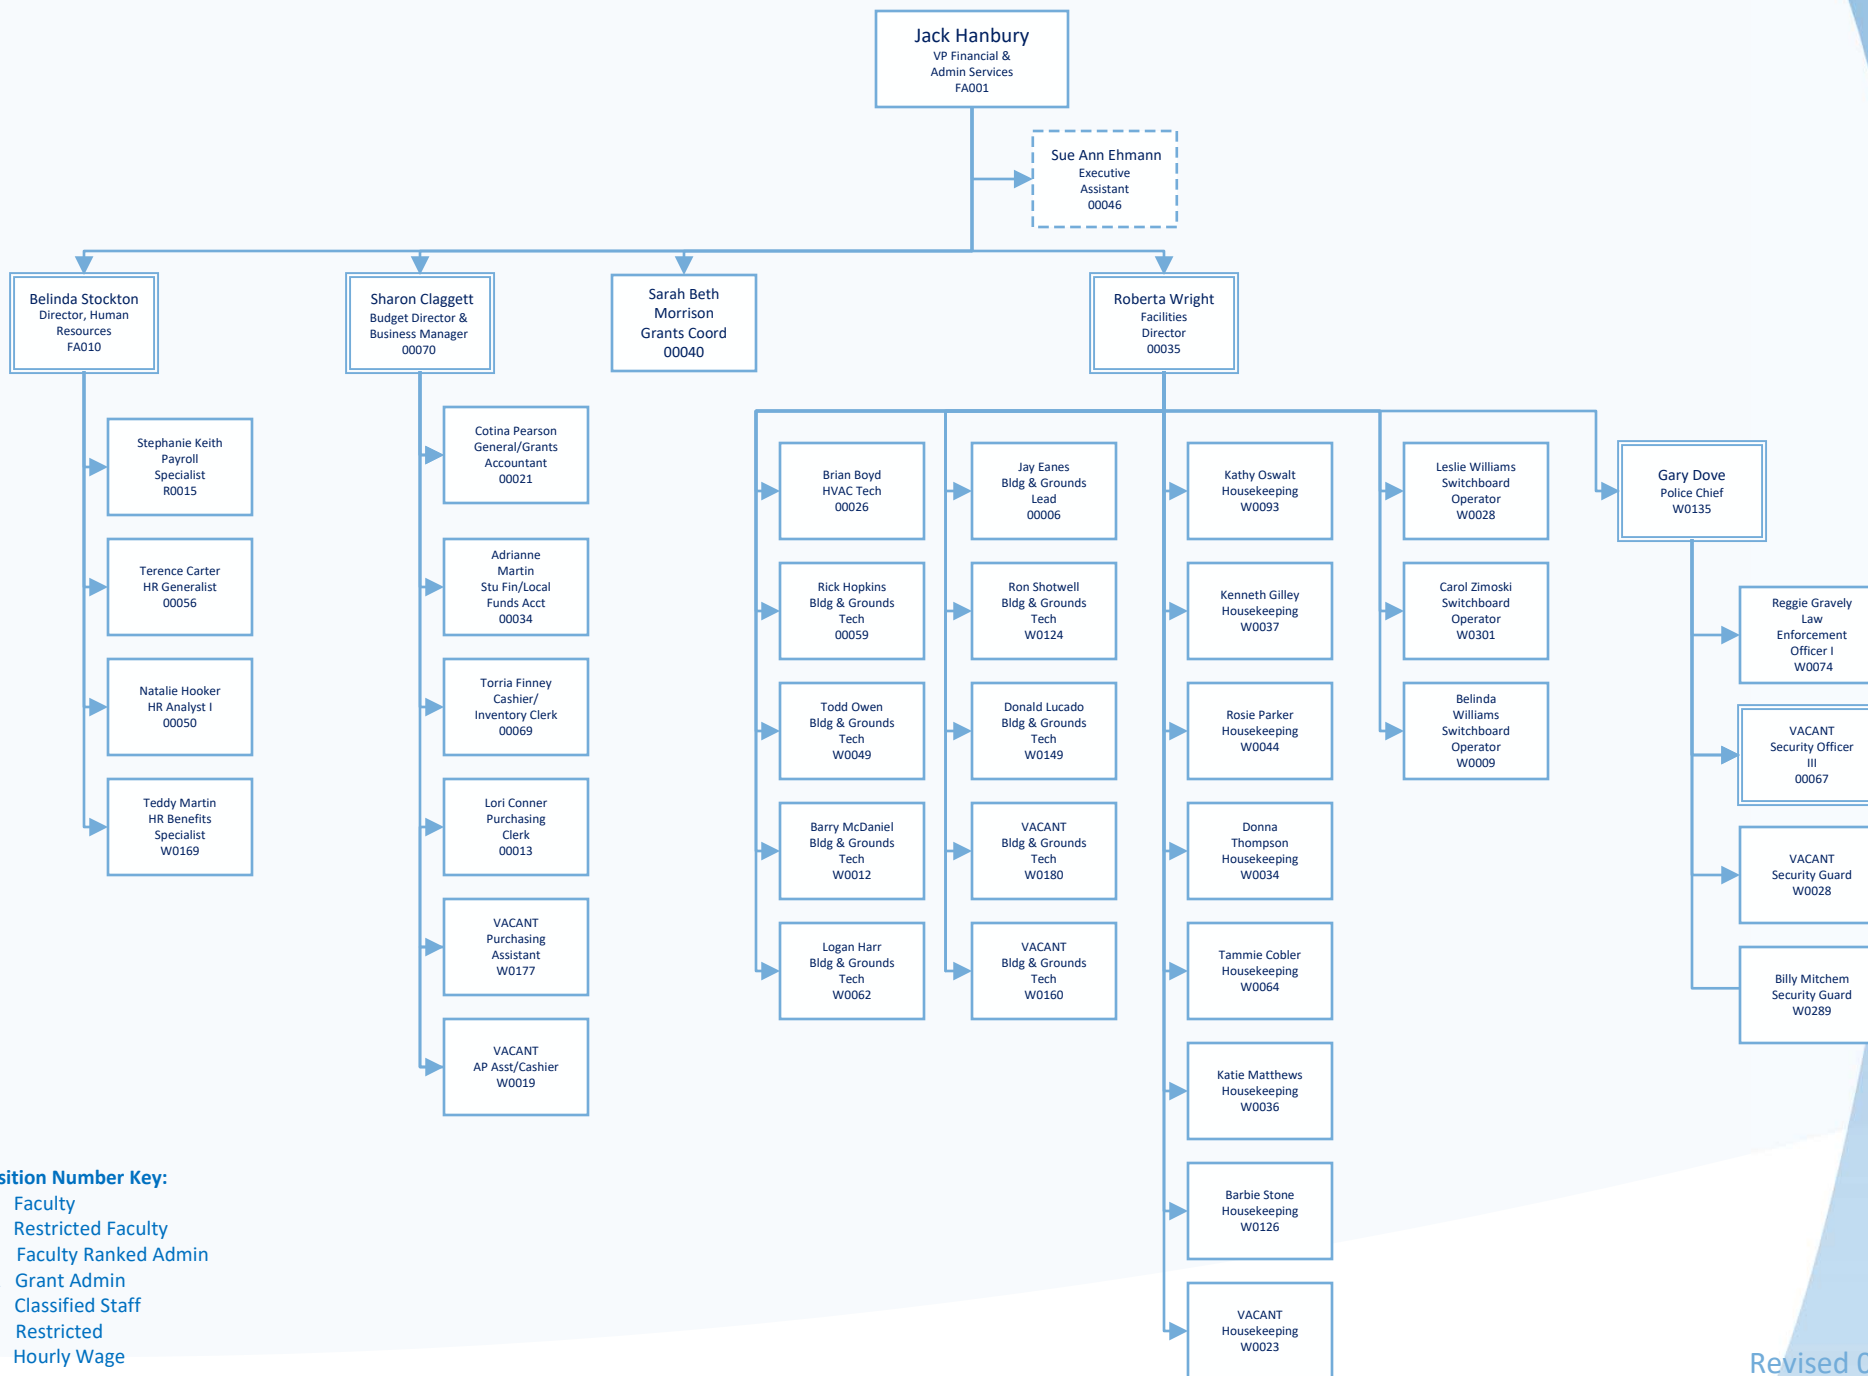 Jack Hanbury
VP Financial &
Admin Services
FA001
Sue Ann Ehmann
Executive
Assistant
00046
Belinda Stockton
Director, Human
Resources
FA010
Sharon Claggett
Budget Director &
Business Manager
00070
Sarah Beth
Morrison
Grants Coord
00040
Roberta Wright
Facilities
Director
00035
Stephanie Keith
Payroll
Specialist
R0015
Terence Carter
HR Generalist
00056
Natalie Hooker
HR Analyst I
00050
Teddy Martin
HR Benefits
Specialist
W0169
Cotina Pearson
General/Grants
Accountant
00021
Adrianne
Martin
Stu Fin/Local
Funds Acct
00034
Torria Finney
Cashier/
Inventory Clerk
00069
Lori Conner
Purchasing
Clerk
00013
VACANT
Purchasing
Assistant
W0177
VACANT
AP Asst/Cashier
W0019
Brian Boyd
HVAC Tech
00026
Rick Hopkins
Bldg & Grounds
Tech
00059
Todd Owen
Bldg & Grounds
Tech
W0049
Barry McDaniel
Bldg & Grounds
Tech
W0012
Logan Harr
Bldg & Grounds
Tech
W0062
Jay Eanes
Bldg & Grounds
Lead
00006
Ron Shotwell
Bldg & Grounds
Tech
W0124
Donald Lucado
Bldg & Grounds
Tech
W0149
VACANT
Bldg & Grounds
Tech
W0180
VACANT
Bldg & Grounds
Tech
W0160
Kathy Oswalt
Housekeeping
W0093
Kenneth Gilley
Housekeeping
W0037
Rosie Parker
Housekeeping
W0044
Donna
Thompson
Housekeeping
W0034
Tammie Cobler
Housekeeping
W0064
Katie Matthews
Housekeeping
W0036
Barbie Stone
Housekeeping
W0126
VACANT
Housekeeping
W0023
Leslie Williams
Switchboard
Operator
W0028
Carol Zimoski
Switchboard
Operator
W0301
Belinda
Williams
Switchboard
Operator
W0009
Gary Dove
Police Chief
W0135
Reggie Gravely
Law
Enforcement
Officer I
W0074
VACANT
Security Officer
III
00067
VACANT
Security Guard
W0028
Billy Mitchem
Security Guard
W0289
sition Number Key:
Faculty
Restricted Faculty
Faculty Ranked Admin
Grant Admin
Classified Staff
Restricted
Hourly Wage
Revised 0